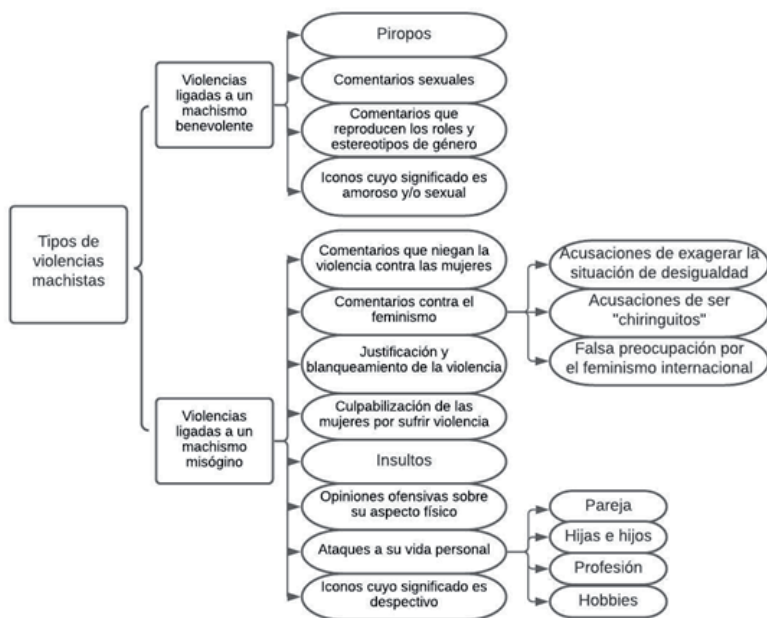 Tipos de
violencias
machistas
Violencias
ligadas a un
machismo
benevolente
Piropos
Comentarios sexuales
Comentarios que
reproducen los roles y
estereotipos de género
Iconos cuyo significado es
amoroso y/o sexual
Violencias
ligadas a un
machismo
misógino
Comentarios que niegan la
violencia contra las mujeres
Comentarios contra el
feminismo
Acusaciones de exagerar la
situación de desigualdad
Acusaciones de ser
"chiringuitos"
Falsa preocupación por
el feminismo internacional
Justificación y
blanqueamiento de la violencia
Culpabilización de las
mujeres por sufrir violencia
Insultos
Opiniones ofensivas sobre
su aspecto físico
Ataques a su vida personal
Pareja
Hijas e hijos
Profesión
Hobbies
Iconos cuyo significado es
despectivo